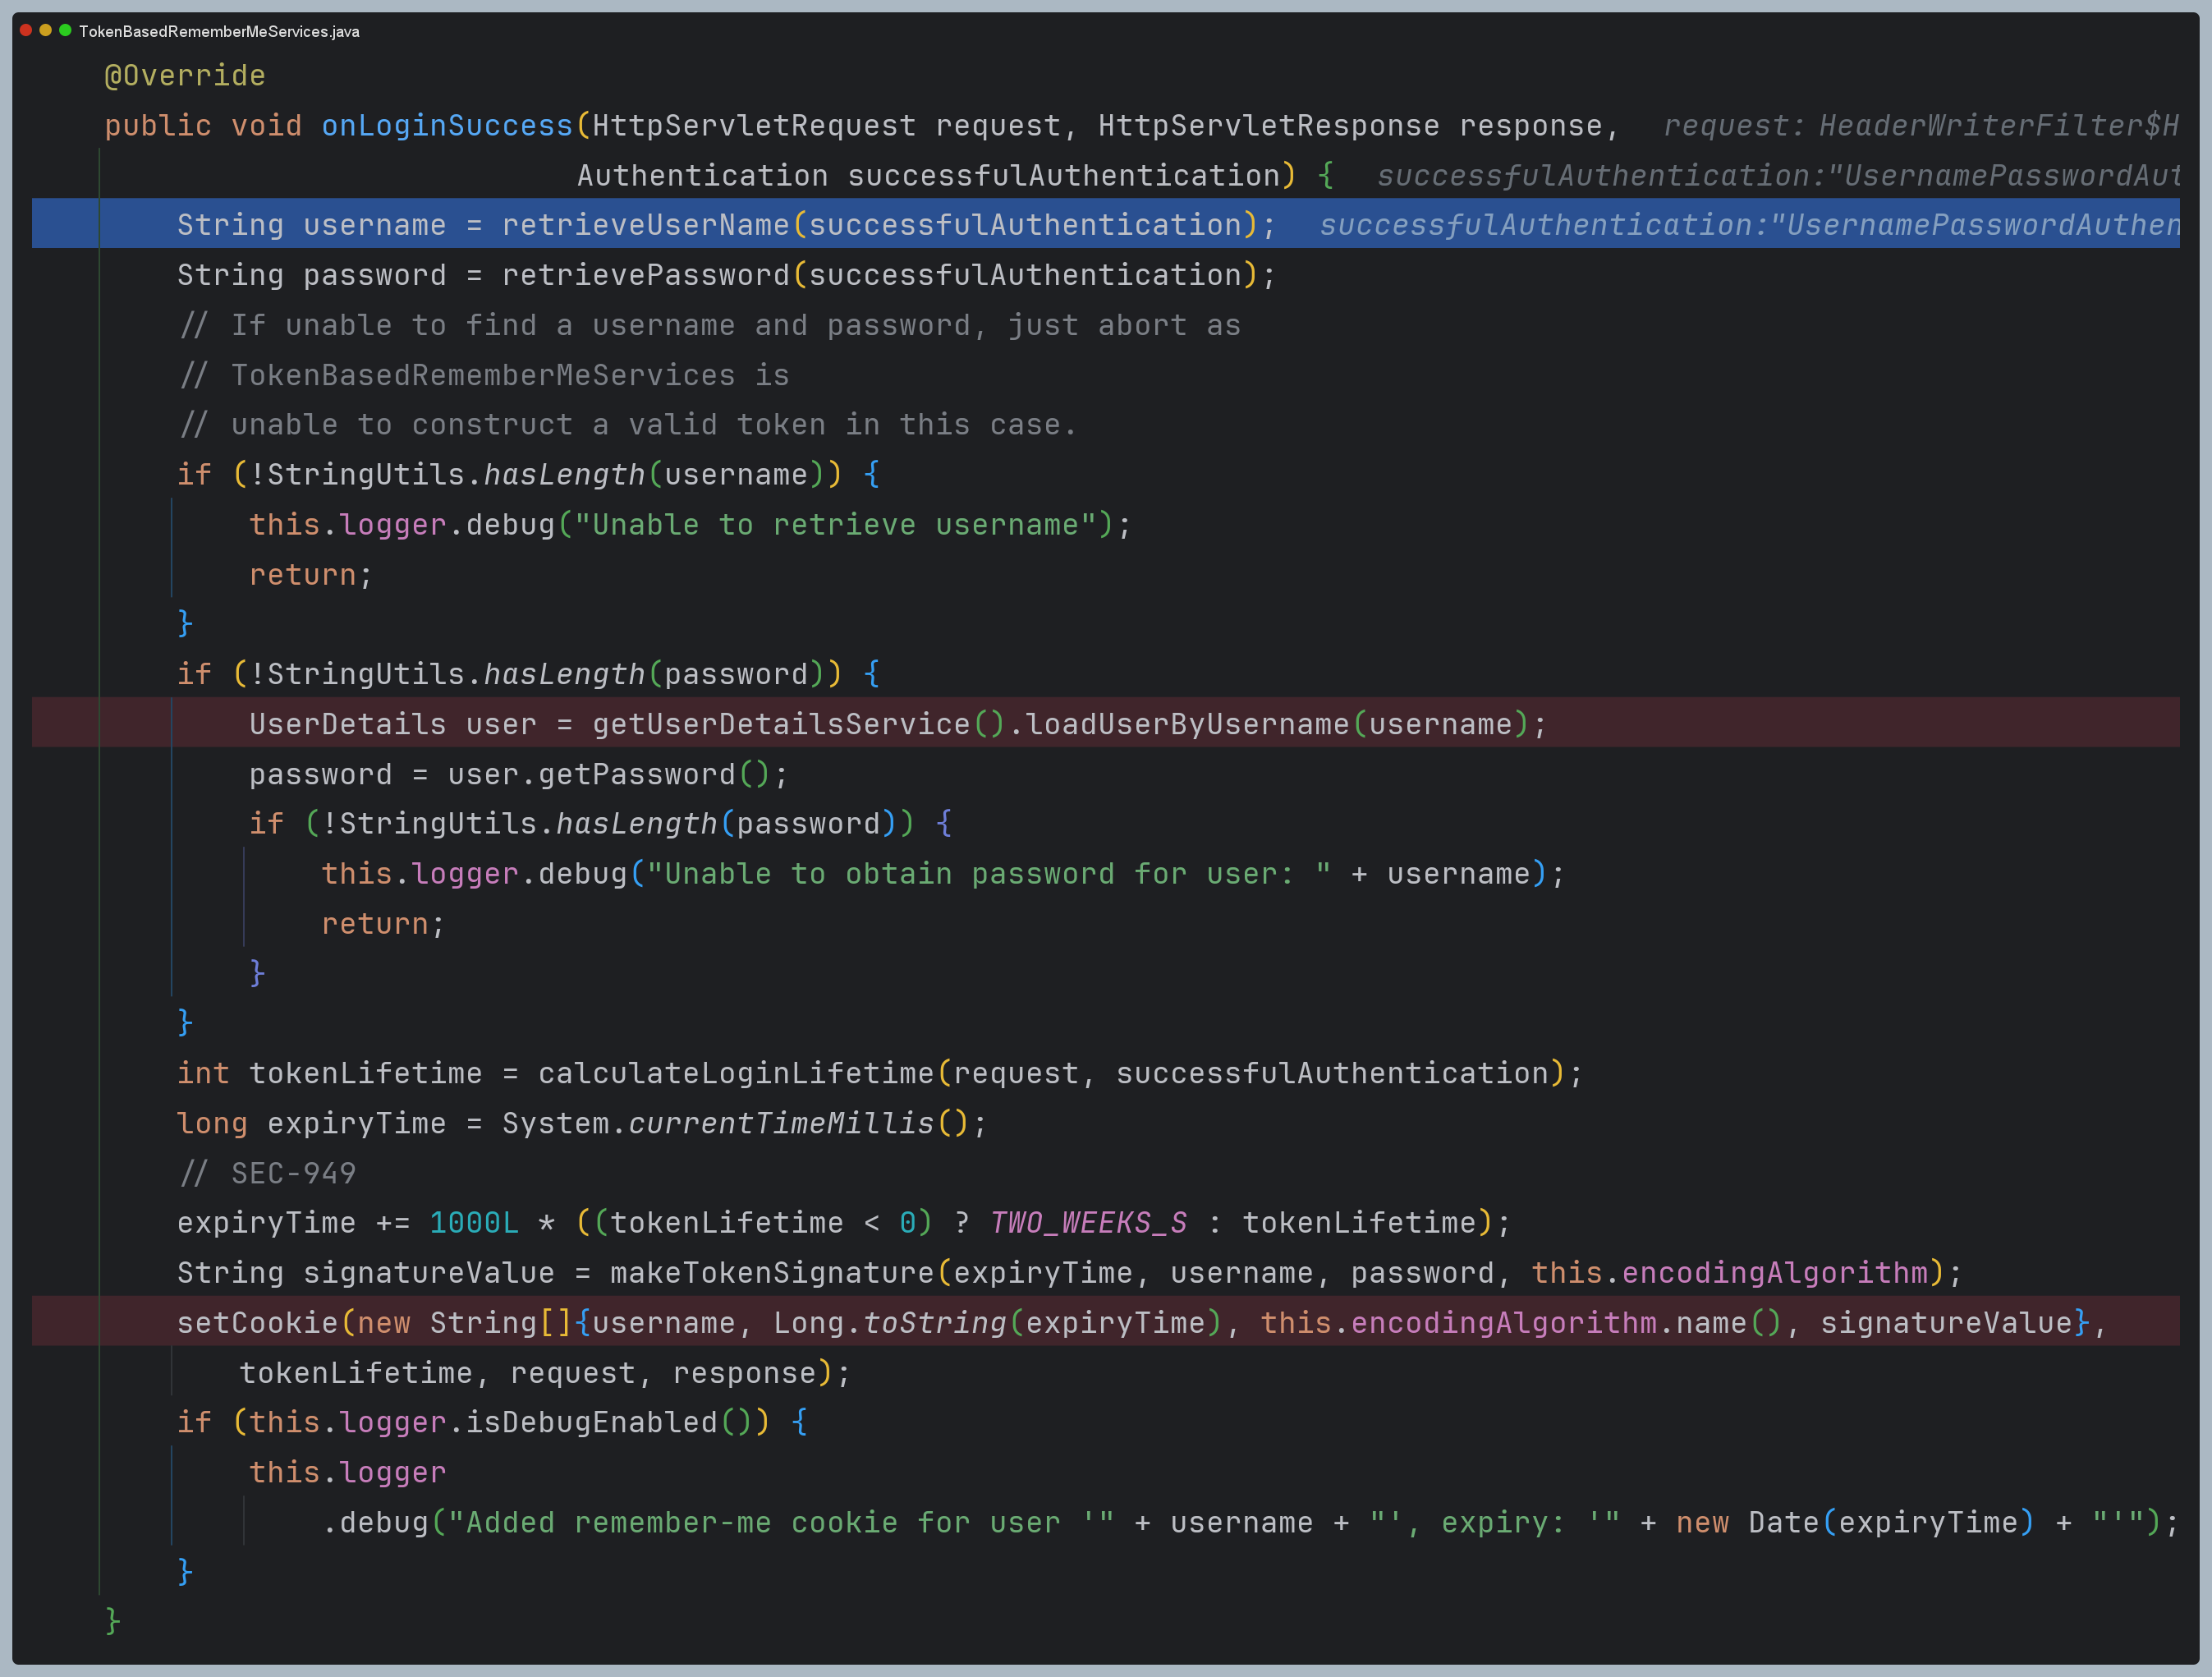 TokenBasedRememberMeServices.java
@Override
public void onLoginSuccess(HttpServletRequest request, HttpServletResponse response, request: HeaderWriterFilter$H
Authentication successfulAuthentication) { successfulAuthentication:"UsernamePasswordAut
String username = retrieveUserName(successfulAuthentication); successfulAuthentication:"UsernamePasswordAuthen
String password = retrievePassword(successfulAuthentication);
// If unable to find a username and password, just abort as
// TokenBasedRememberMeServices is
// unable to construct a valid token in this case.
if (!StringUtils.hasLength(username)) {
this.logger.debug("Unable to retrieve username");
return;
}
if (!StringUtils.hasLength(password)) {
UserDetails user = getUserDetailsService().loadUserByUsername(username);
password = user.getPassword();
if (!StringUtils.hasLength(password)) {
this.logger.debug("Unable to obtain password for user: " + username);
return;
}
}
int tokenLifetime = calculateLoginLifetime(request, successfulAuthentication);
long expiryTime = System.currentTimeMillis();
// SEC-949
expiryTime += 1000L * ((tokenLifetime < 0) ? TWO_WEEKS_S : tokenLifetime);
String signatureValue = makeTokenSignature(expiryTime, username, password, this.encodingAlgorithm);
setCookie(new String[]{username, Long.toString(expiryTime), this.encodingAlgorithm.name(), signatureValue},
tokenLifetime, request, response);
if (this.logger.isDebugEnabled()) {
this.logger
.debug("Added remember-me cookie for user '" + username + "', expiry: '" + new Date(expiryTime) + "'");
}
}